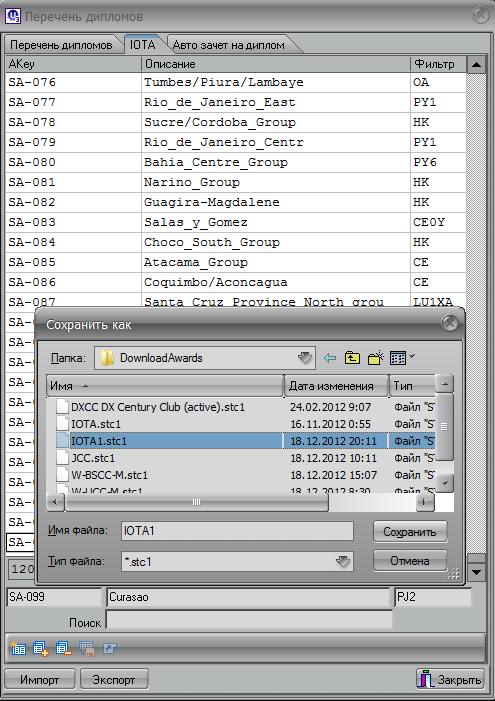 Перечень дипломов
Перечень дипломов IOTA Авто зачет на диплом
AKey Описание Фильтр
SA-076 Tumbes/Piura/Lambaye OA
SA-077 Rio_de_Janeiro_East PY1
SA-078 Sucre/Cordoba_Group HK
SA-079 Rio_de_Janeiro_Centr PY1
SA-080 Bahia_Centre_Group PY6
SA-081 Narino_Group HK
SA-082 Guagira-Magdalene HK
SA-083 Salas_y_Gomez CE0Y
SA-084 Choco_South_Group HK
SA-085 Atacama_Group CE
SA-086 Coquimbo/Aconcagua CE
SA-087 Santa_Cruz_Province_North_grou LU1XA
Сохранить как
Папка: DownloadAwards
Имя Дата изменения Тип
DXCC DX Century Club (active).stc1 24.02.2012 9:07 Файл "S
IOTA.stc1 16.11.2012 0:55 Файл "S
IOTA1.stc1 18.12.2012 20:11 Файл "S
JCC.stc1 18.12.2012 10:11 Файл "S
W-BSCC-M.stc1 18.12.2012 15:07 Файл "S
W-UCC-M.stc1 18.12.2012 8:30 Файл "S
Имя файла: IOTA1 Сохранить
Тип файла: *.stc1 Отмена
120
SA-099 Curasao PJ2
Поиск
Импорт Экспорт Закрыть